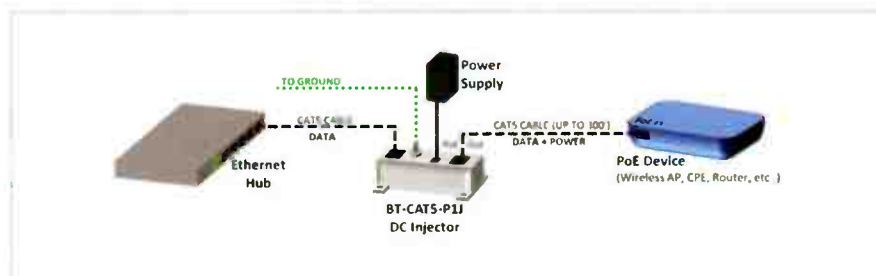 Power
Supply
TO GROUND
CAT5 CABLE
DATA
CAT5 CABLE (UP TO 300')
DATA + POWER
Ethernet
Hub
PoE Device
(Wireless AP, CPE, Router, etc.)
BT-CAT5-P1J
DC Injector